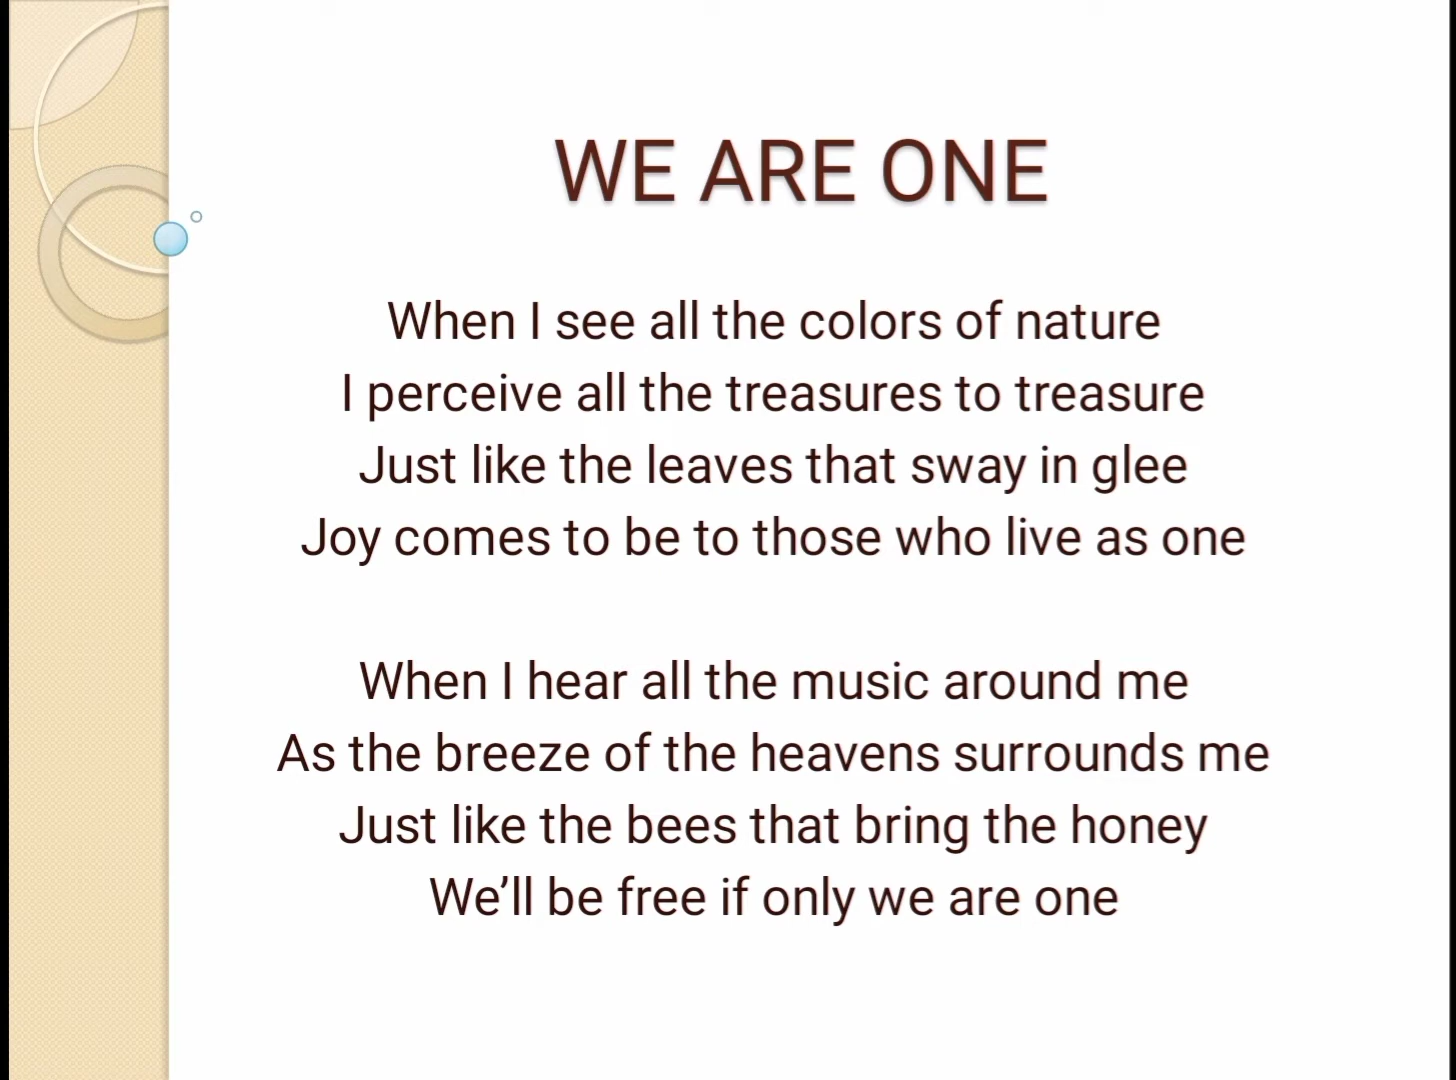 WE ARE ONE
When I see all the colors of nature
I perceive all the treasures to treasure
Just like the leaves that sway in glee
Joy comes to be to those who live as one
When I hear all the music around me
As the breeze of the heavens surrounds me
Just like the bees that bring the honey
We’ll be free if only we are one